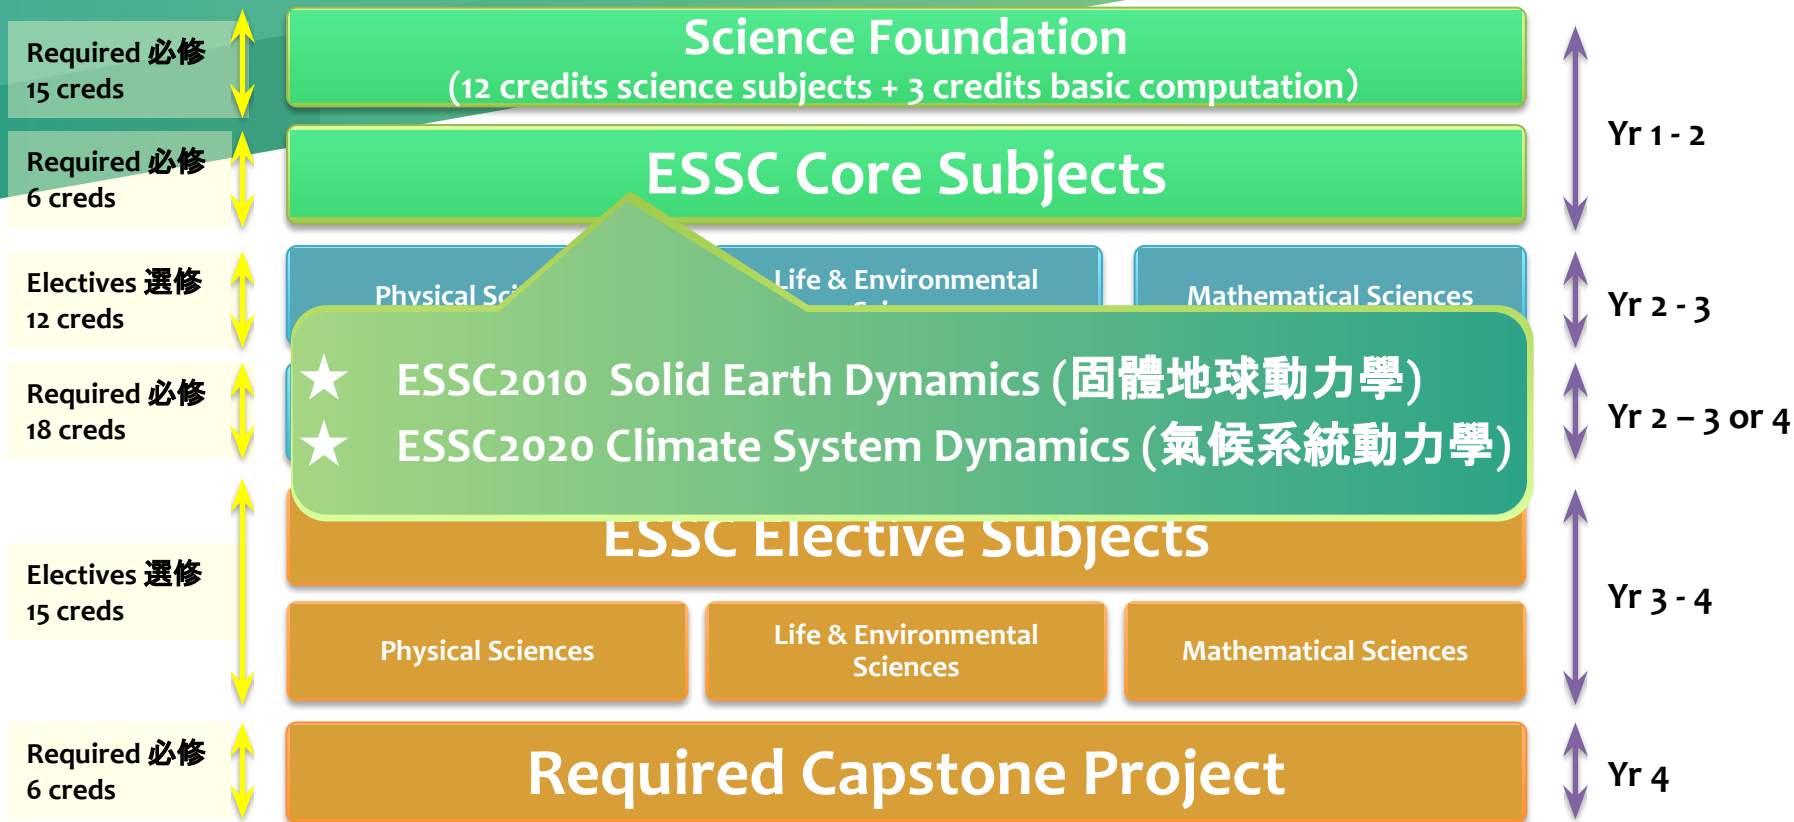 Required 必修
15 creds
Science Foundation
(12 credits science subjects + 3 credits basic computation）
Yr 1 - 2
Required 必修
6 creds
ESSC Core Subjects
Electives 選修
12 creds
Physical
Life & Environmental
Mathematical Sciences
Yr 2 - 3
Required 必修
18 creds
★ ESSC2010 Solid Earth Dynamics (固體地球動力學)
★ ESSC2020 Climate System Dynamics (氣候系統動力學)
Yr 2 – 3 or 4
Electives 選修
15 creds
ESSC Elective Subjects
Physical Sciences
Life & Environmental
Sciences
Mathematical Sciences
Yr 3 - 4
Required 必修
6 creds
Required Capstone Project
Yr 4